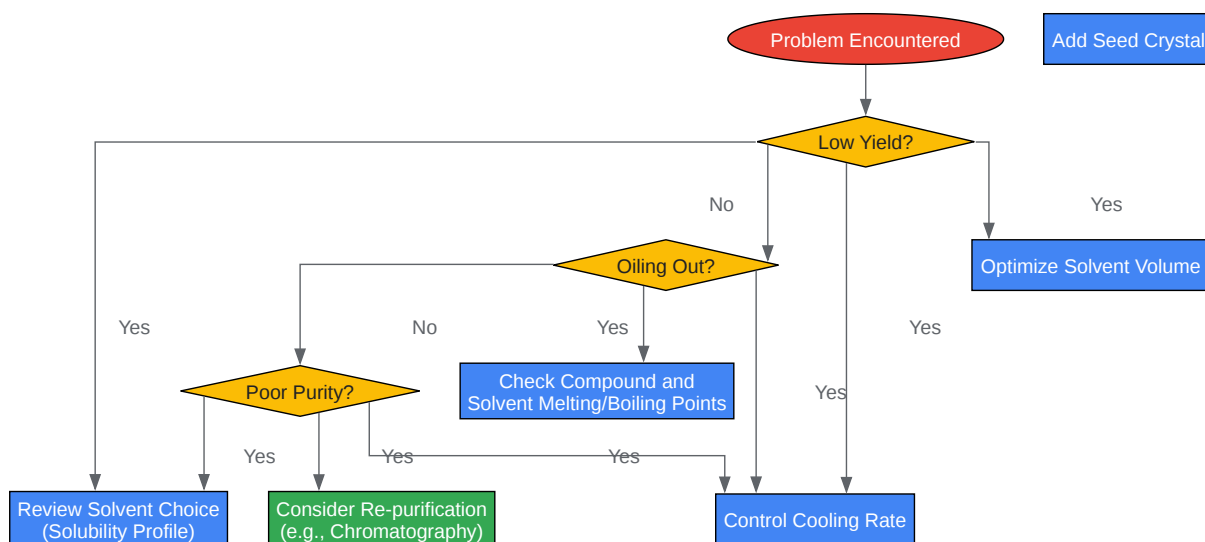 Problem Encountered
Add Seed Crystal
Low Yield?
No
Yes
Oiling Out?
Optimize Solvent Volume
Yes
No
Yes
Yes
Check Compound and
Solvent Melting/Boiling Points
Poor Purity?
Yes
Yes
Yes
Yes
Review Solvent Choice
(Solubility Profile)
Consider Re-purification
(e.g., Chromatography)
Control Cooling Rate